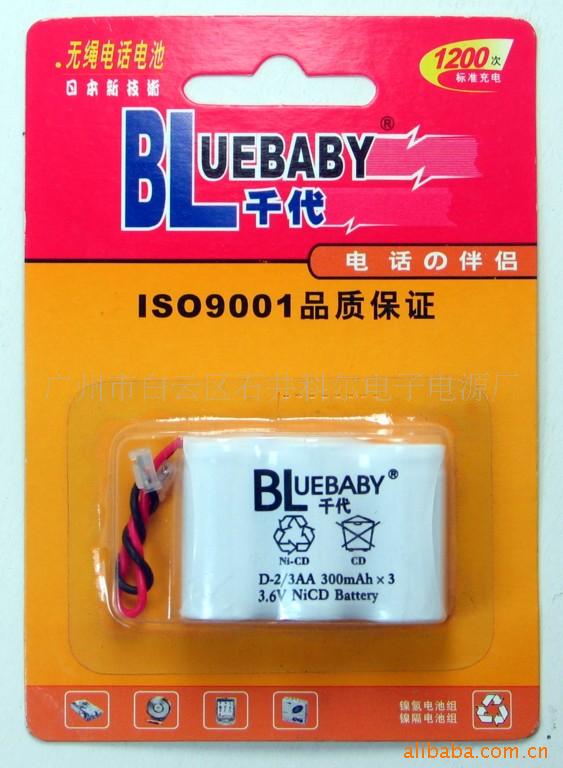 .无绳电话电池
日本新技術
1200次
标准充电
BLUEBABY®
千代
电话の伴侣
ISO9001品质保证
广州市白云区石井科尔电子电源厂
BLUEBABY®
千代
Ni-CD
CD
D-2/3AA 300mAh × 3
3.6V NiCD Battery
镍氢电池组
镍隔电池组
alibaba.com.cn